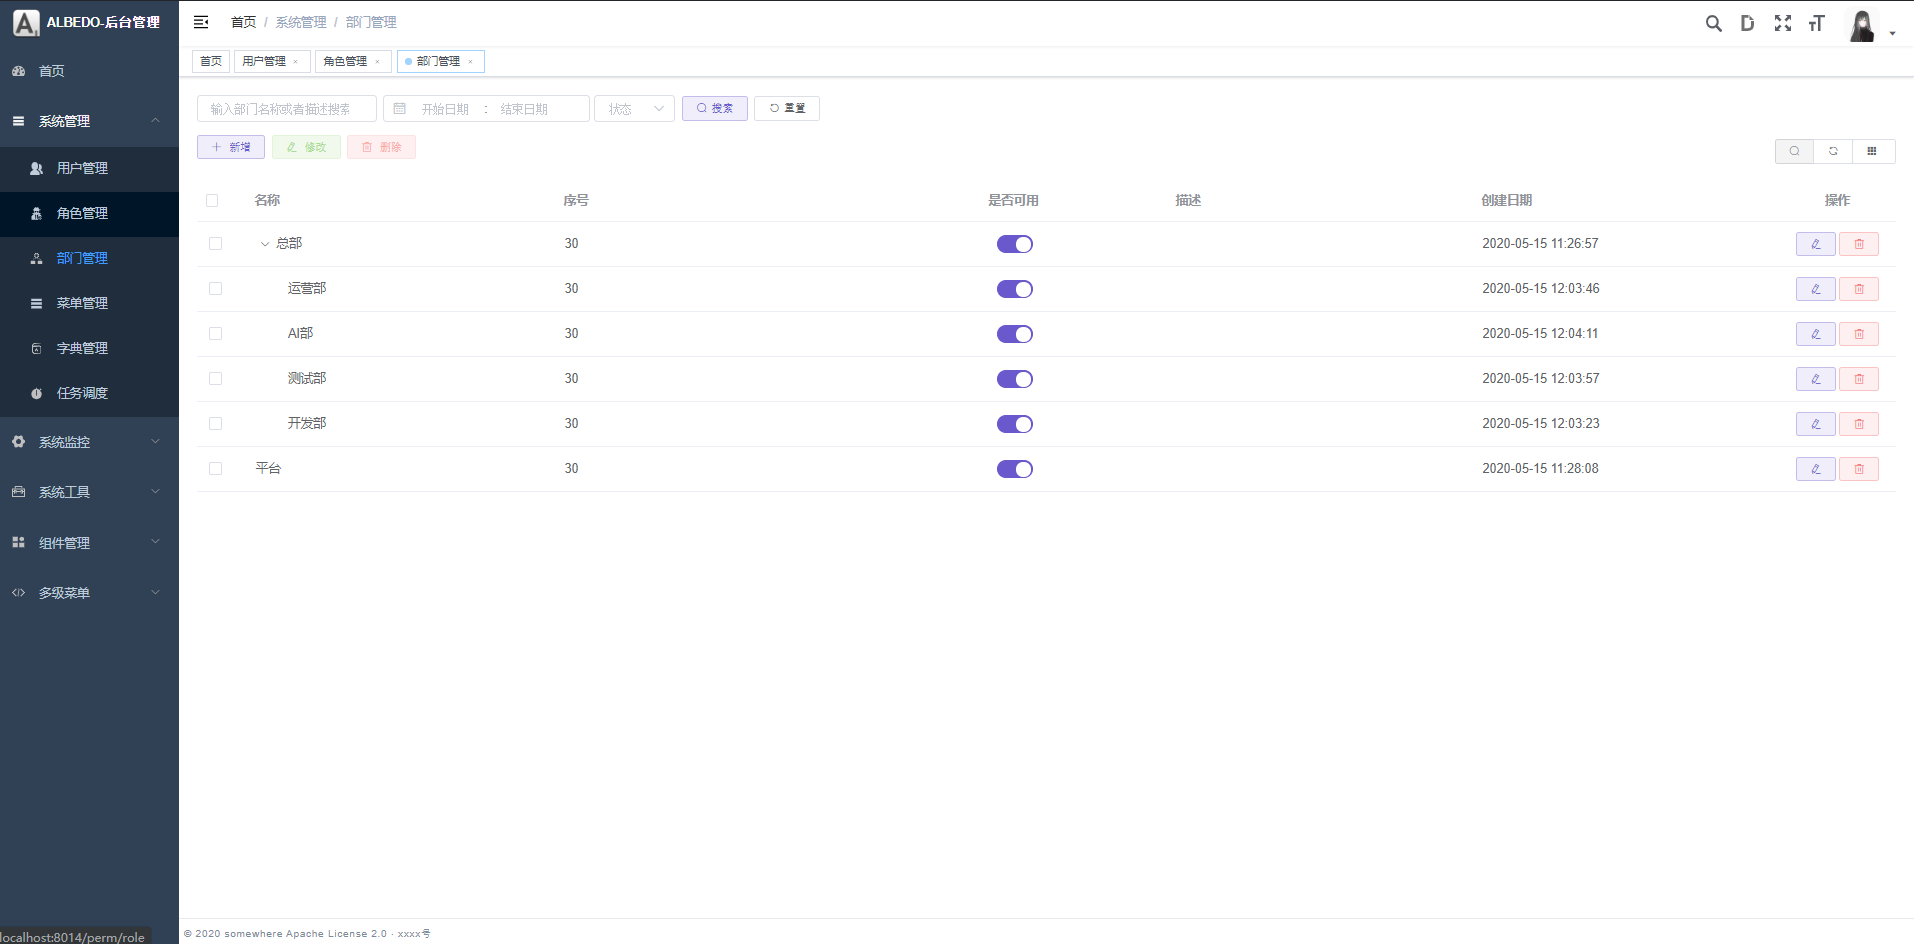 ALBEDO-后台管理
首页
系统管理
用户管理
角色管理
部门管理
菜单管理
字典管理
任务调度
系统监控
系统工具
组件管理
多级菜单
localhost:8014/perm/role
首页 / 系统管理 / 部门管理
首页 用户管理 × 角色管理 × 部门管理 ×
输入部门名称或者描述搜索 开始日期 : 结束日期 状态 搜索 重置
新增 修改 删除
名称 序号 是否可用 描述 创建日期 操作
总部 30 2020-05-15 11:26:57
运营部 30 2020-05-15 12:03:46
AI部 30 2020-05-15 12:04:11
测试部 30 2020-05-15 12:03:57
开发部 30 2020-05-15 12:03:23
平台 30 2020-05-15 11:28:08
© 2020 somewhere Apache License 2.0 · xxxx号